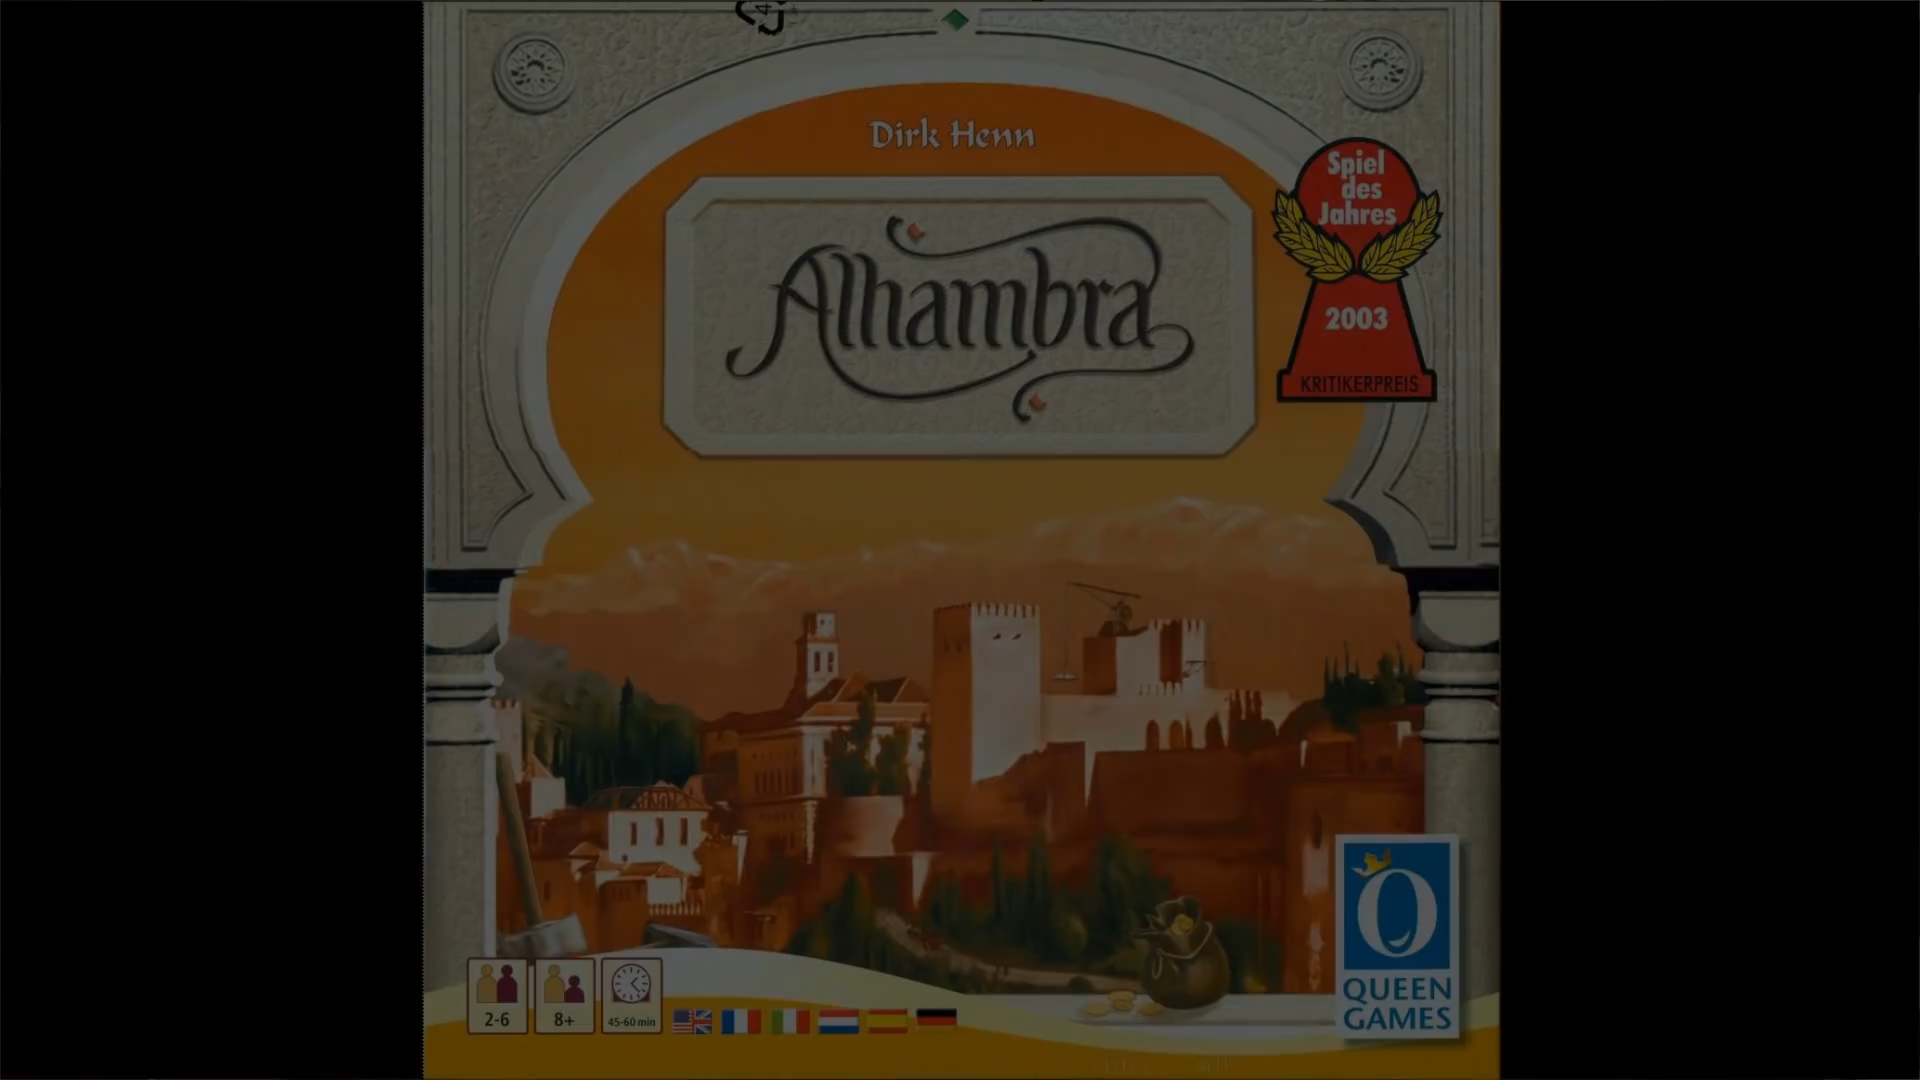 Dirk Henn
Alhambra
Spiel
des
Jahres
2003
KRITIKERPREIS
2-6
8+
45-60 min
QUEEN
GAMES